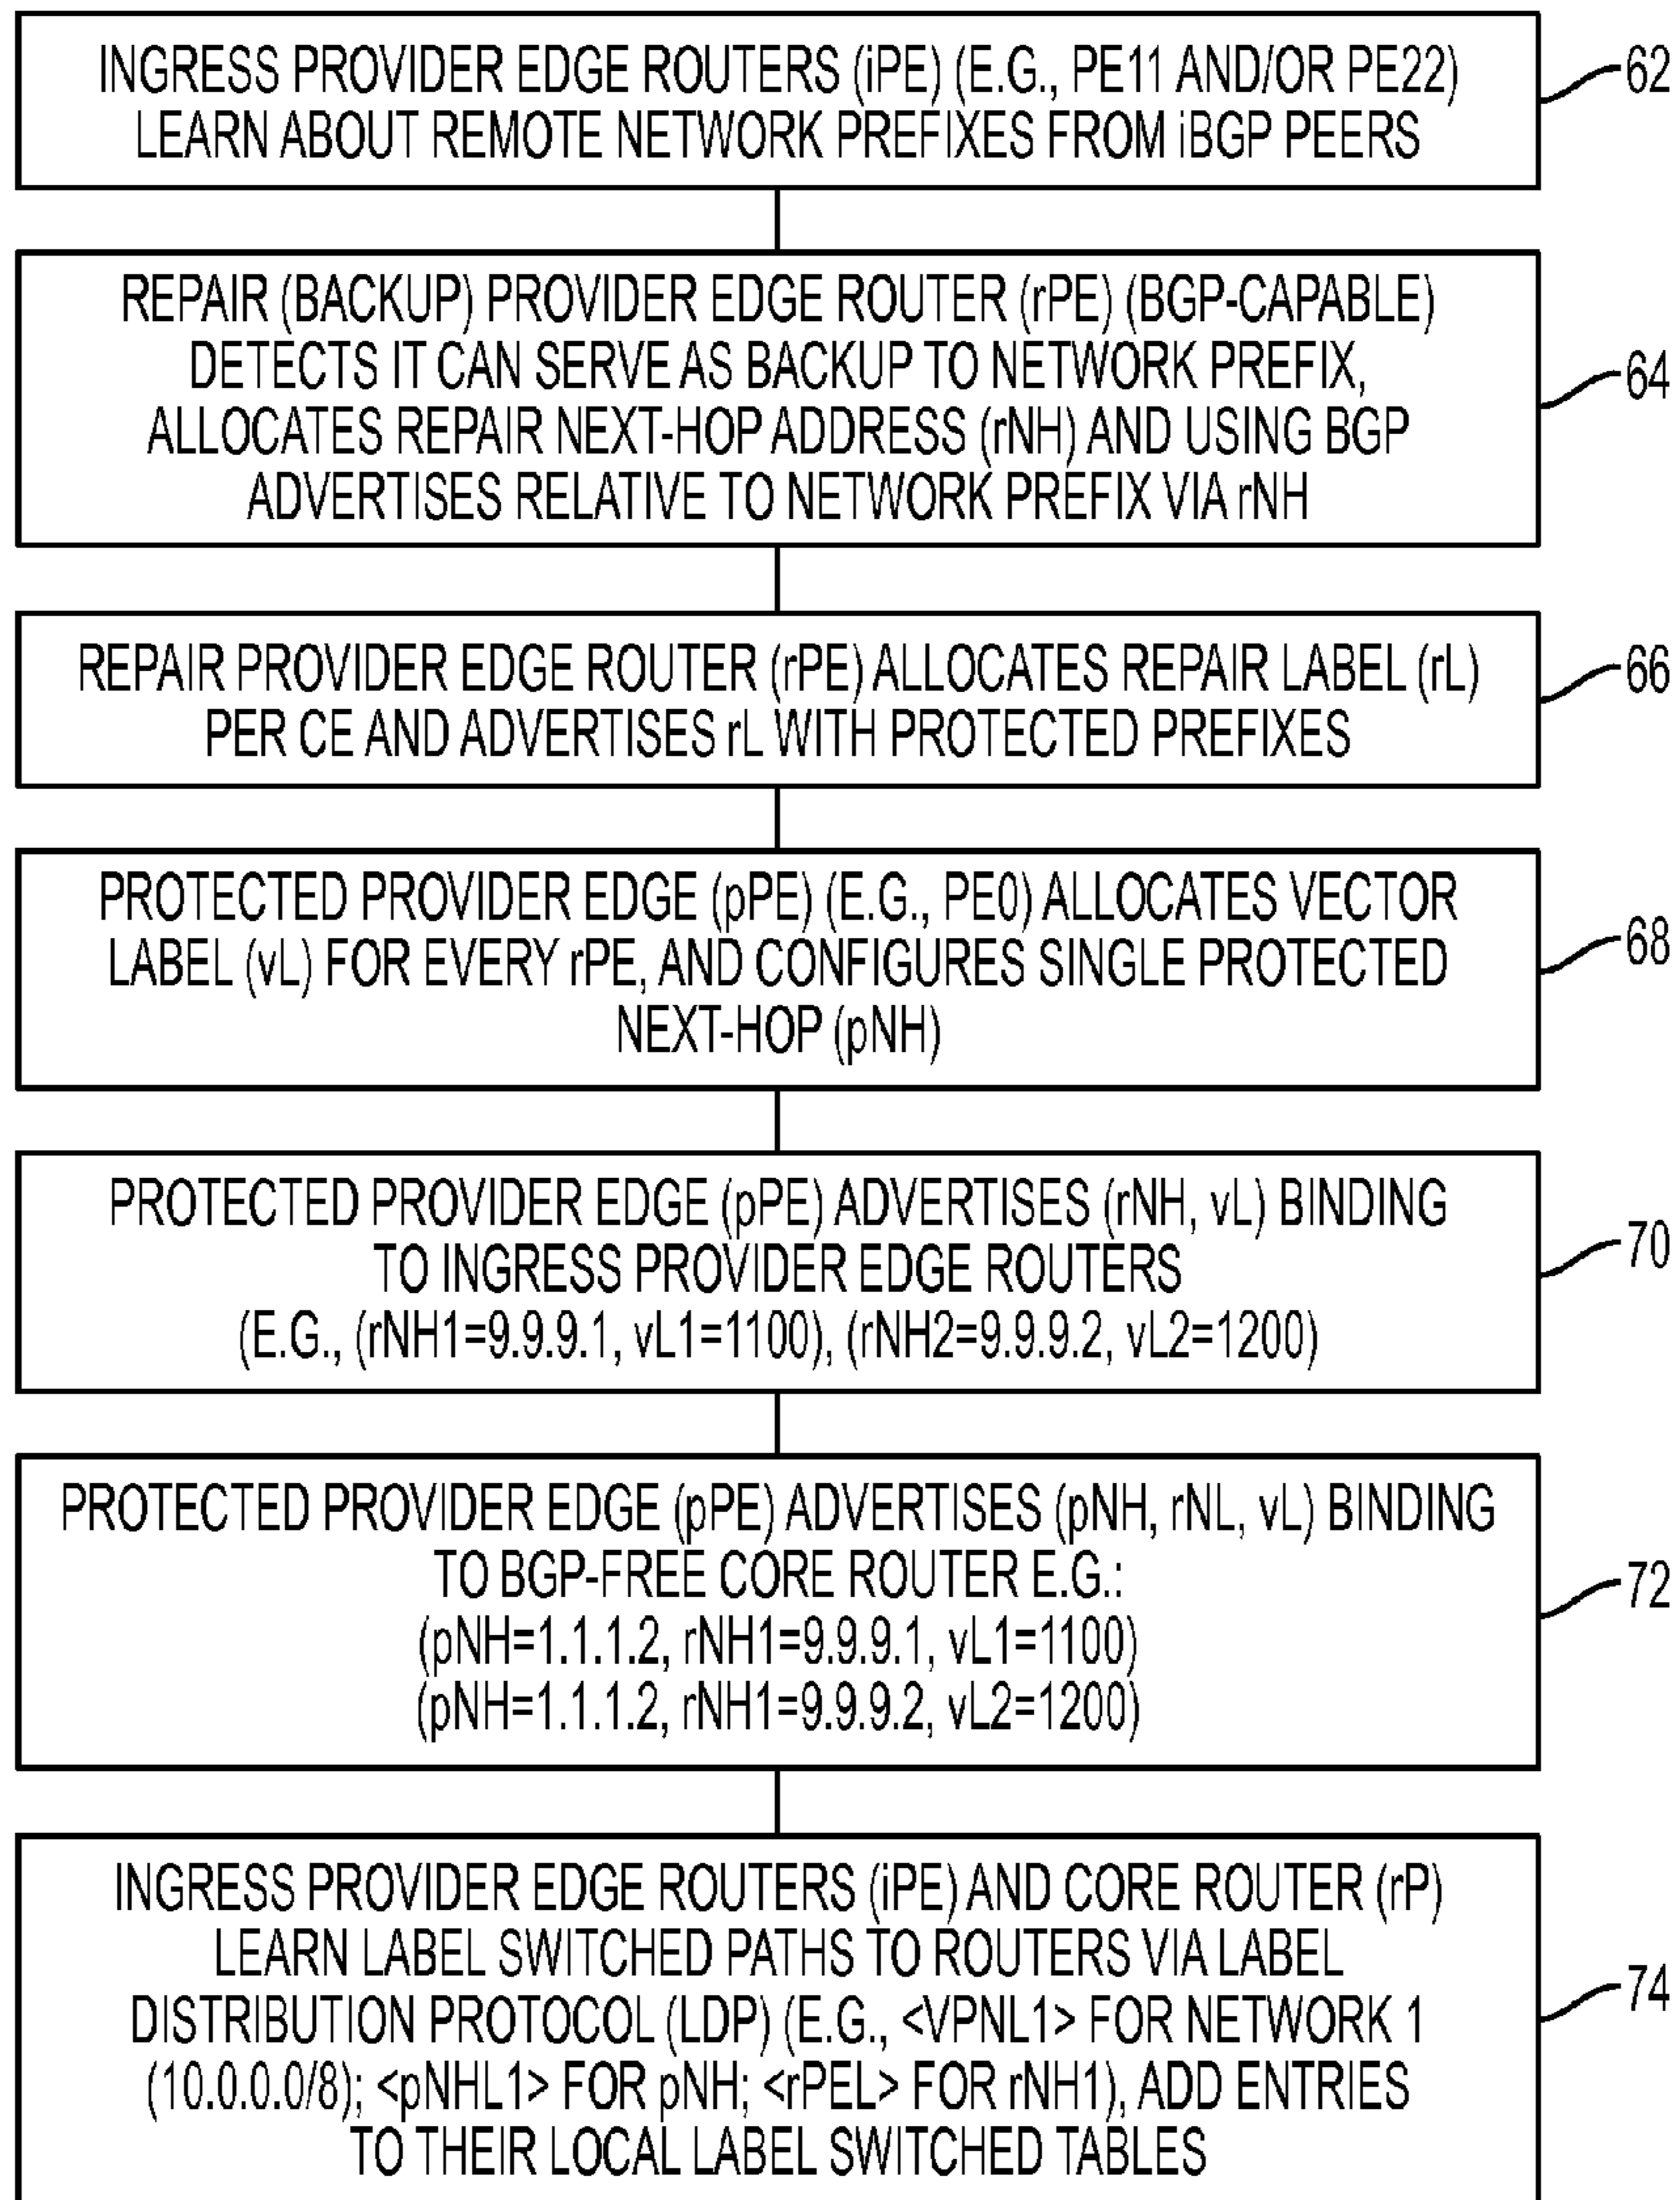 INGRESS PROVIDER EDGE ROUTERS (iPE) (E.G., PE11 AND/OR PE22)
LEARN ABOUT REMOTE NETWORK PREFIXES FROM iBGP PEERS
62
REPAIR (BACKUP) PROVIDER EDGE ROUTER (rPE) (BGP-CAPABLE)
DETECTS IT CAN SERVE AS BACKUP TO NETWORK PREFIX,
ALLOCATES REPAIR NEXT-HOP ADDRESS (rNH) AND USING BGP
ADVERTISES RELATIVE TO NETWORK PREFIX VIA rNH
64
REPAIR PROVIDER EDGE ROUTER (rPE) ALLOCATES REPAIR LABEL (rL)
PER CE AND ADVERTISES rL WITH PROTECTED PREFIXES
66
PROTECTED PROVIDER EDGE (pPE) (E.G., PE0) ALLOCATES VECTOR
LABEL (vL) FOR EVERY rPE, AND CONFIGURES SINGLE PROTECTED
NEXT-HOP (pNH)
68
PROTECTED PROVIDER EDGE (pPE) ADVERTISES (rNH, vL) BINDING
TO INGRESS PROVIDER EDGE ROUTERS
(E.G., (rNH1=9.9.9.1, vL1=1100), (rNH2=9.9.9.2, vL2=1200)
70
PROTECTED PROVIDER EDGE (pPE) ADVERTISES (pNH, rNL, vL) BINDING
TO BGP-FREE CORE ROUTER E.G.:
(pNH=1.1.1.2, rNH1=9.9.9.1, vL1=1100)
(pNH=1.1.1.2, rNH1=9.9.9.2, vL2=1200)
72
INGRESS PROVIDER EDGE ROUTERS (iPE) AND CORE ROUTER (rP)
LEARN LABEL SWITCHED PATHS TO ROUTERS VIA LABEL
DISTRIBUTION PROTOCOL (LDP) (E.G., <VPNL1> FOR NETWORK 1
(10.0.0.0/8); <pNHL1> FOR pNH; <rPEL> FOR rNH1), ADD ENTRIES
TO THEIR LOCAL LABEL SWITCHED TABLES
74